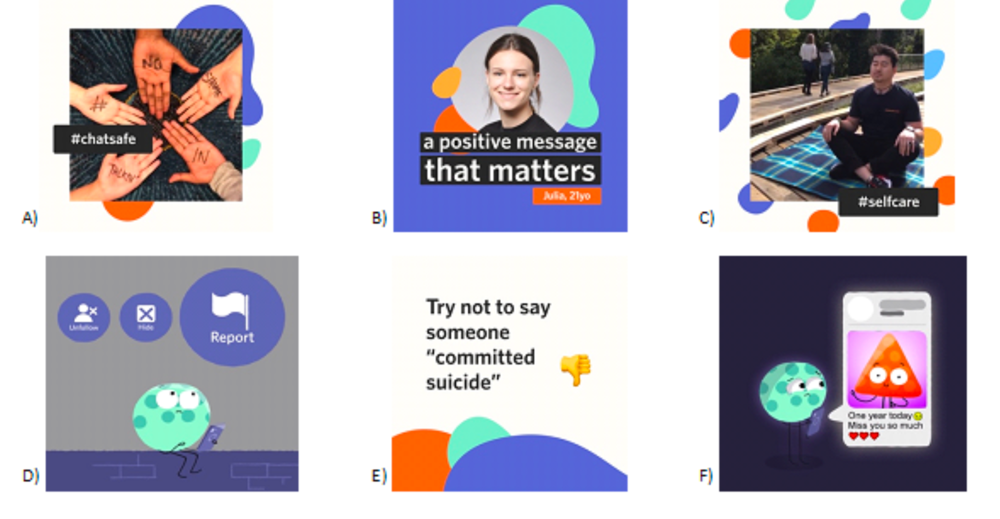 NO
SHAME
#
#chatsafe
IN
TALKIN'
A)
a positive message
that matters
Julia, 21yo
B)
#selfcare
C)
Unfollow
Hide
Report
D)
Try not to say
someone
“committed
suicide”
E)
One year today
Miss you so much
F)